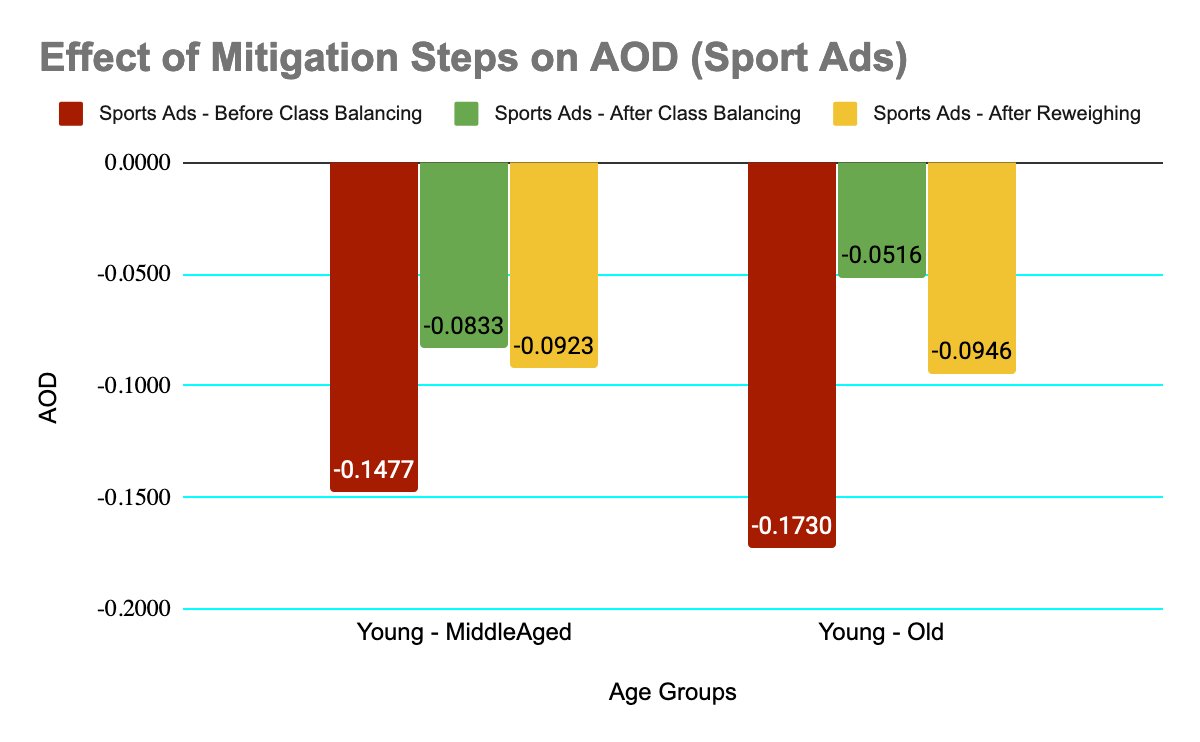 Effect of Mitigation Steps on AOD (Sport Ads)
Sports Ads - Before Class Balancing
Sports Ads - After Class Balancing
Sports Ads - After Reweighing
0.0000
-0.0500
-0.1000
-0.1500
-0.2000
AOD
-0.1477
-0.0833
-0.0923
-0.1730
-0.0516
-0.0946
Young - MiddleAged
Young - Old
Age Groups